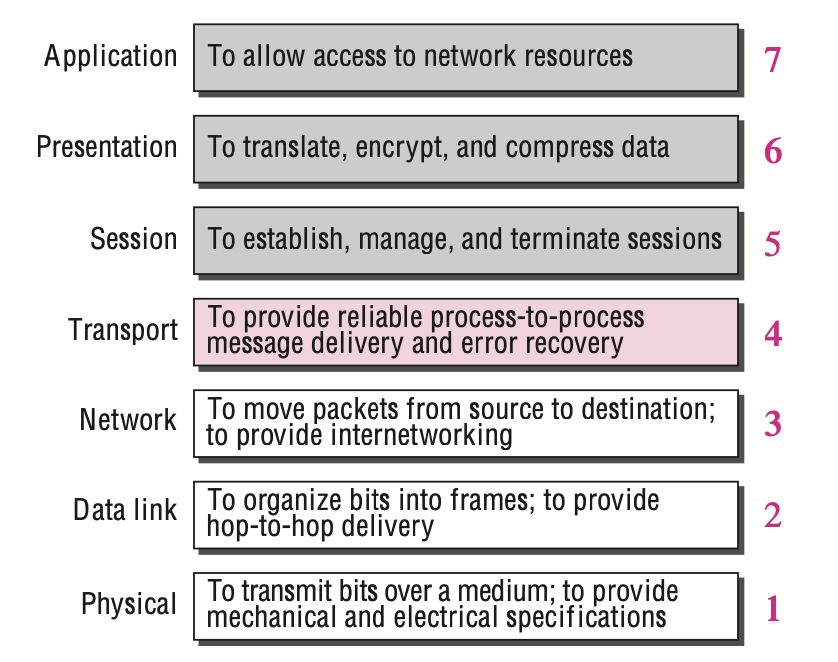 Application To allow access to network resources 7
Presentation To translate, encrypt, and compress data 6
Session To establish, manage, and terminate sessions 5
Transport To provide reliable process-to-process
message delivery and error recovery 4
Network To move packets from source to destination;
to provide internetworking 3
Data link To organize bits into frames; to provide
hop-to-hop delivery 2
Physical To transmit bits over a medium; to provide
mechanical and electrical specifications 1